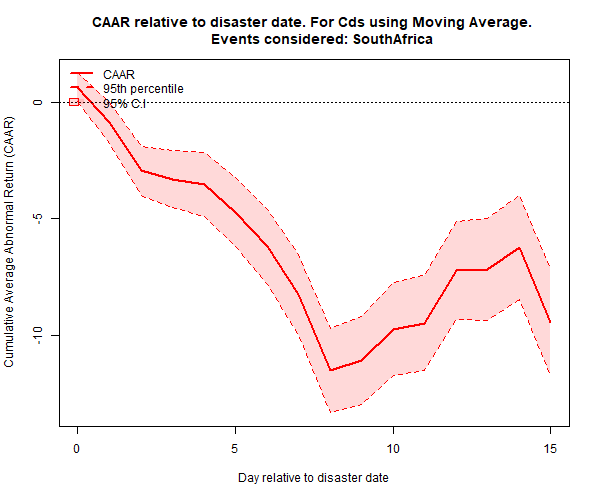 CAAR relative to disaster date. For Cds using Moving Average.
Events considered: SouthAfrica
CAAR
95th percentile
95% C.I
Cumulative Average Abnormal Return (CAAR)
0
-5
-10
0 5 10 15
Day relative to disaster date